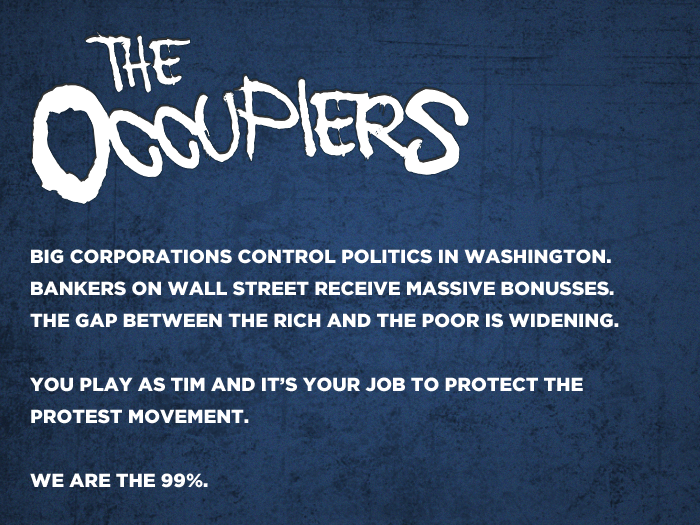 THE
OCCUPIERS
BIG CORPORATIONS CONTROL POLITICS IN WASHINGTON.
BANKERS ON WALL STREET RECEIVE MASSIVE BONUSSES.
THE GAP BETWEEN THE RICH AND THE POOR IS WIDENING.
YOU PLAY AS TIM AND IT'S YOUR JOB TO PROTECT THE
PROTEST MOVEMENT.
WE ARE THE 99%.